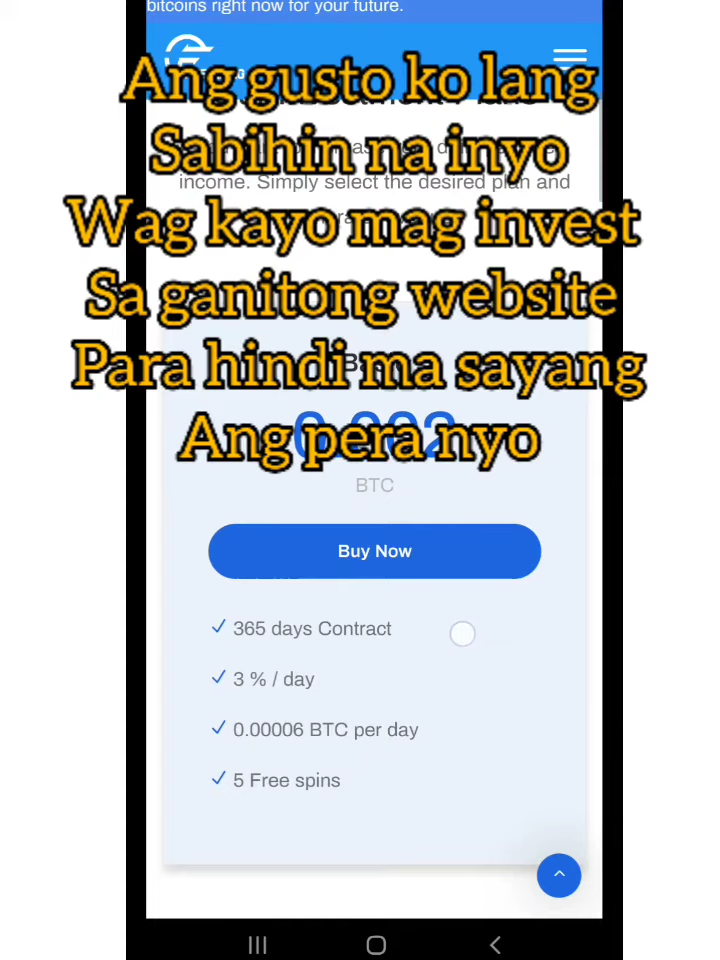 bitcoins right now for your future.
Ang gusto ko lang
Sabihin na inyo
income. Simply select the desired plan and
Wag kayo mag invest
Sa ganitong website
Para hindi ma sayang
Ang pera nyo
BTC
Buy Now
365 days Contract
3 % / day
0.00006 BTC per day
5 Free spins